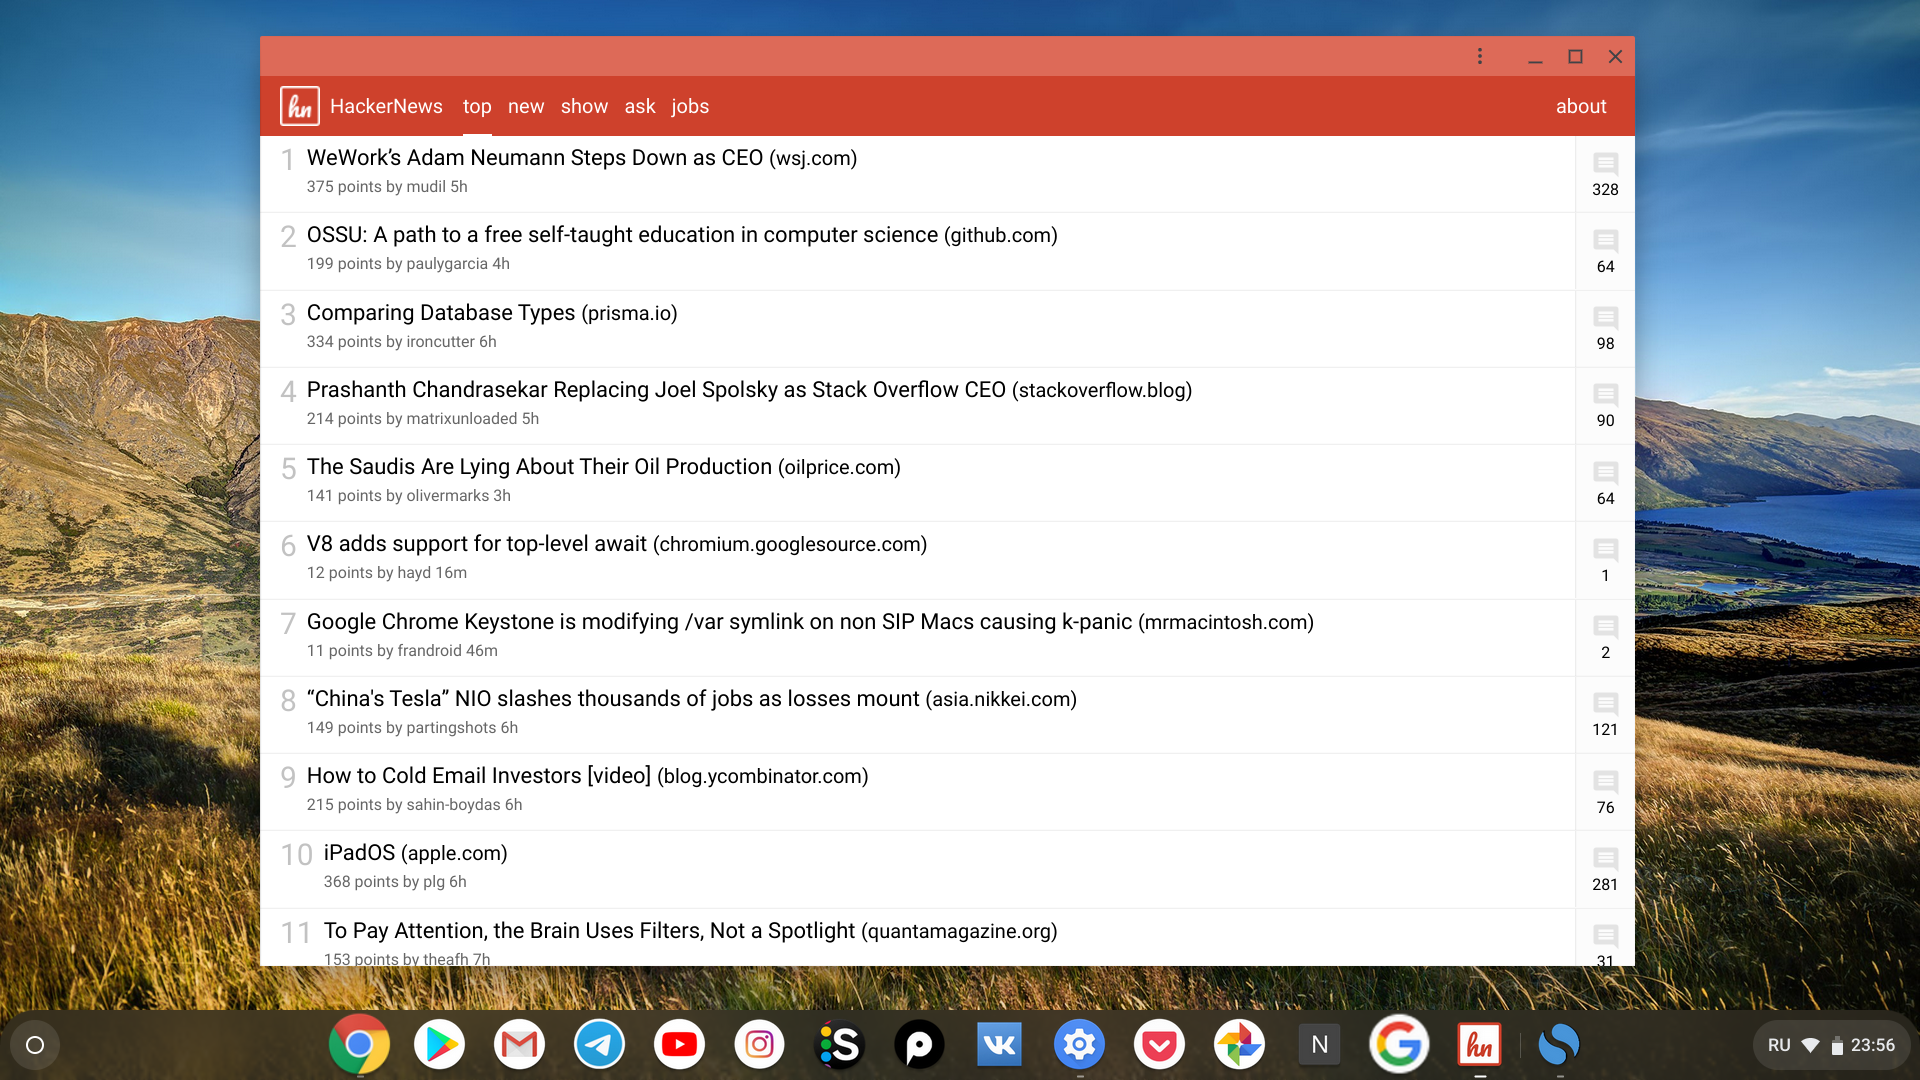 hn HackerNews top new show ask jobs about
1 WeWork’s Adam Neumann Steps Down as CEO (wsj.com)
375 points by mudil 5h
328
2 OSSU: A path to a free self-taught education in computer science (github.com)
199 points by paulygarcia 4h
64
3 Comparing Database Types (prisma.io)
334 points by ironcutter 6h
98
4 Prashanth Chandrasekar Replacing Joel Spolsky as Stack Overflow CEO (stackoverflow.blog)
214 points by matrixunloaded 5h
90
5 The Saudis Are Lying About Their Oil Production (oilprice.com)
141 points by olivermarks 3h
64
6 V8 adds support for top-level await (chromium.googlesource.com)
12 points by hayd 16m
1
7 Google Chrome Keystone is modifying /var symlink on non SIP Macs causing k-panic (mrmacintosh.com)
11 points by frandroid 46m
2
8 “China's Tesla” NIO slashes thousands of jobs as losses mount (asia.nikkei.com)
149 points by partingshots 6h
121
9 How to Cold Email Investors [video] (blog.ycombinator.com)
215 points by sahin-boydas 6h
76
10 iPadOS (apple.com)
368 points by plg 6h
281
11 To Pay Attention, the Brain Uses Filters, Not a Spotlight (quantamagazine.org)
153 points by theafh 7h
31
S N G hn RU 23:56